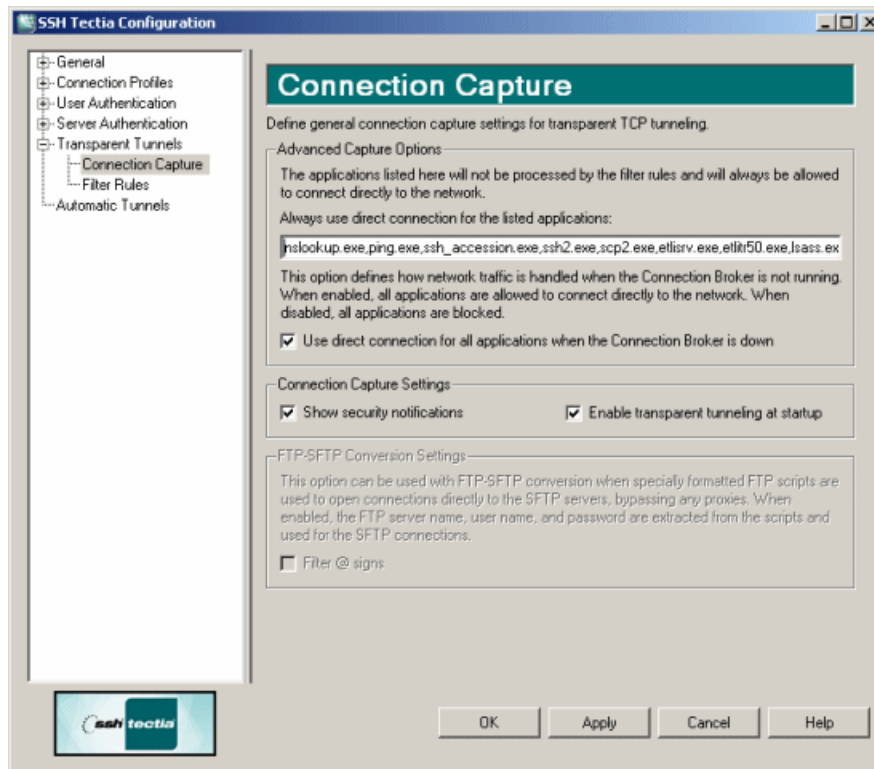 SSH Tectia Configuration
General
Connection Profiles
User Authentication
Server Authentication
Transparent Tunnels
Connection Capture
Filter Rules
Automatic Tunnels
Connection Capture
Define general connection capture settings for transparent TCP tunneling.
Advanced Capture Options
The applications listed here will not be processed by the filter rules and will always be allowed
to connect directly to the network.
Always use direct connection for the listed applications:
nslookup.exe,ping.exe,ssh_accession.exe,ssh2.exe,scp2.exe,etlisrv.exe,etlitr50.exe,lsass.ex
This option defines how network traffic is handled when the Connection Broker is not running.
When enabled, all applications are allowed to connect directly to the network. When
disabled, all applications are blocked.
Use direct connection for all applications when the Connection Broker is down
Connection Capture Settings
Show security notifications
Enable transparent tunneling at startup
FTP-SFTP Conversion Settings
This option can be used with FTP-SFTP conversion when specially formatted FTP scripts are
used to open connections directly to the SFTP servers, bypassing any proxies. When
enabled, the FTP server name, user name, and password are extracted from the scripts and
used for the SFTP connections.
Filter @ signs
ssh tectia
OK
Apply
Cancel
Help